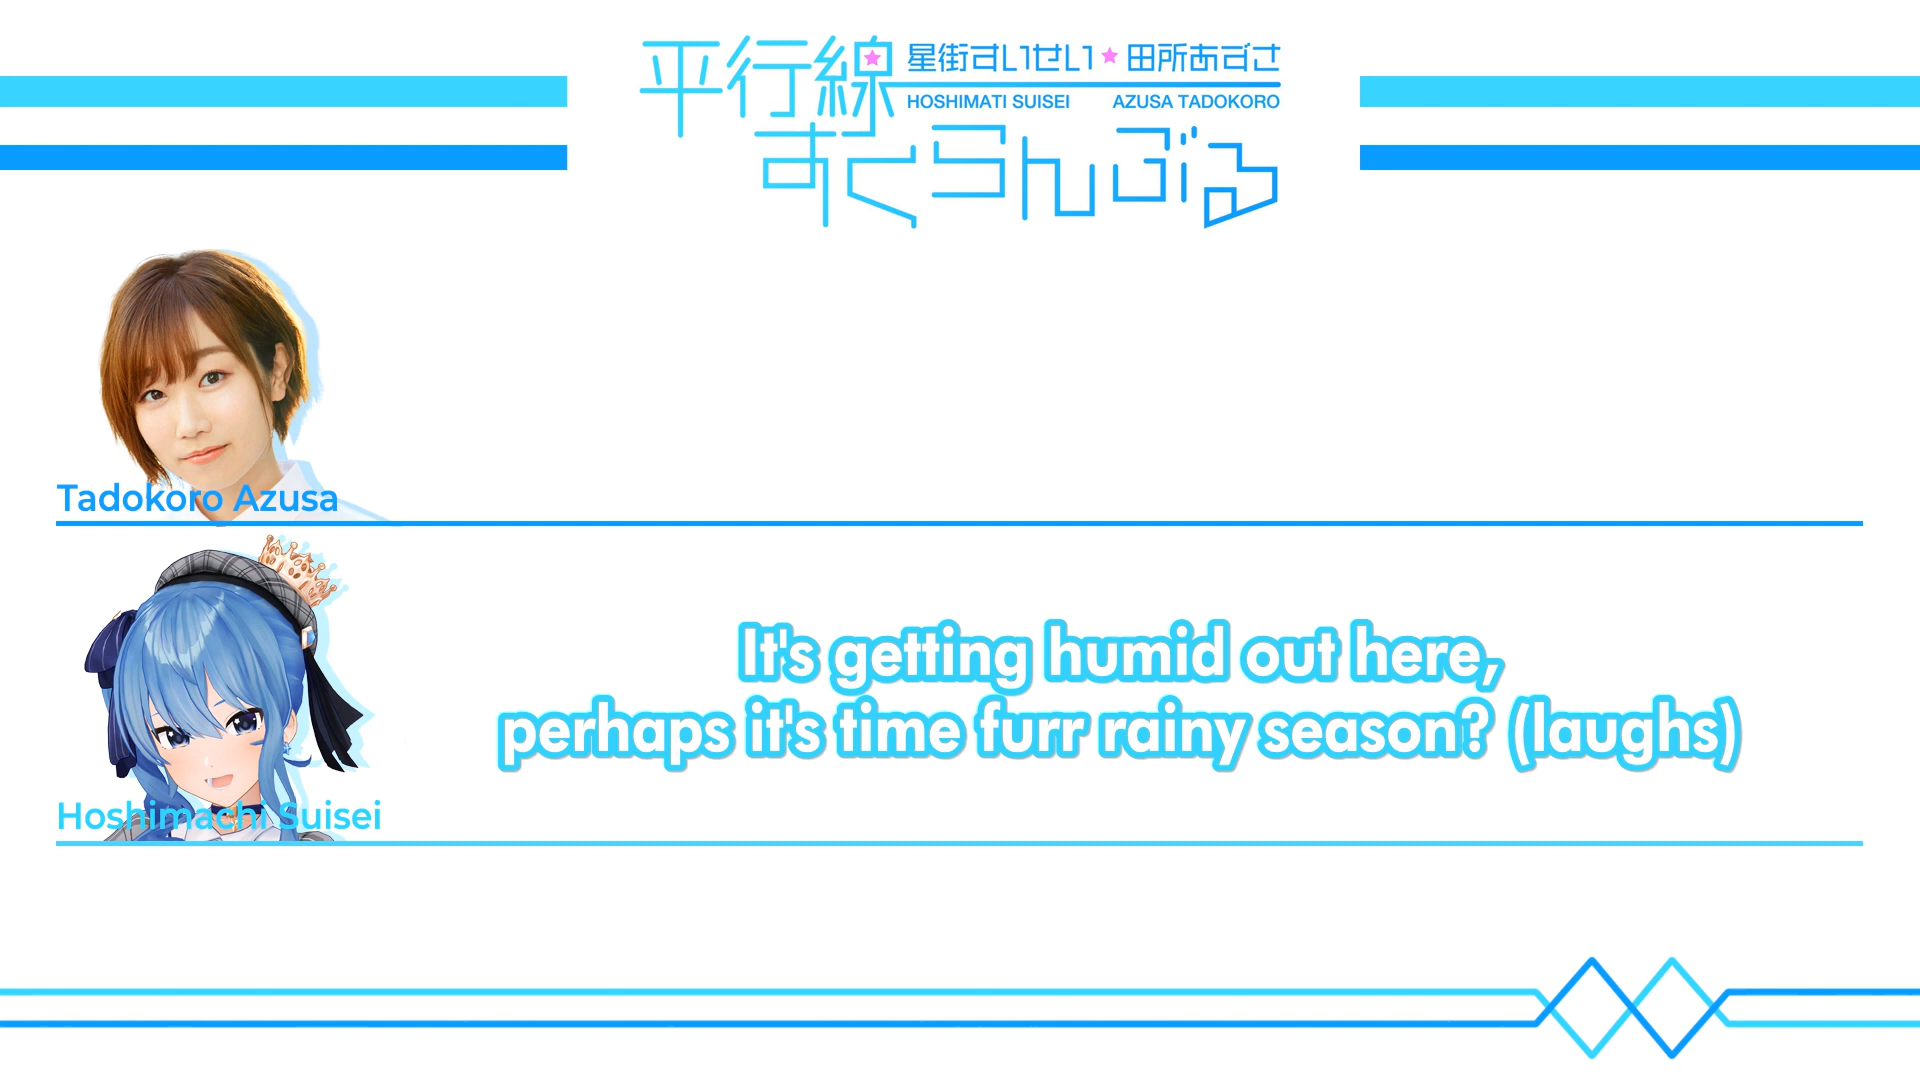 平行線
星街すいせい★田所あずさ
HOSHIMATI SUISEI AZUSA TADOKORO
すくらんぶる
Tadokoro Azusa
It's getting humid out here,
perhaps it's time furr rainy season? (laughs)
Hoshimachi Suisei